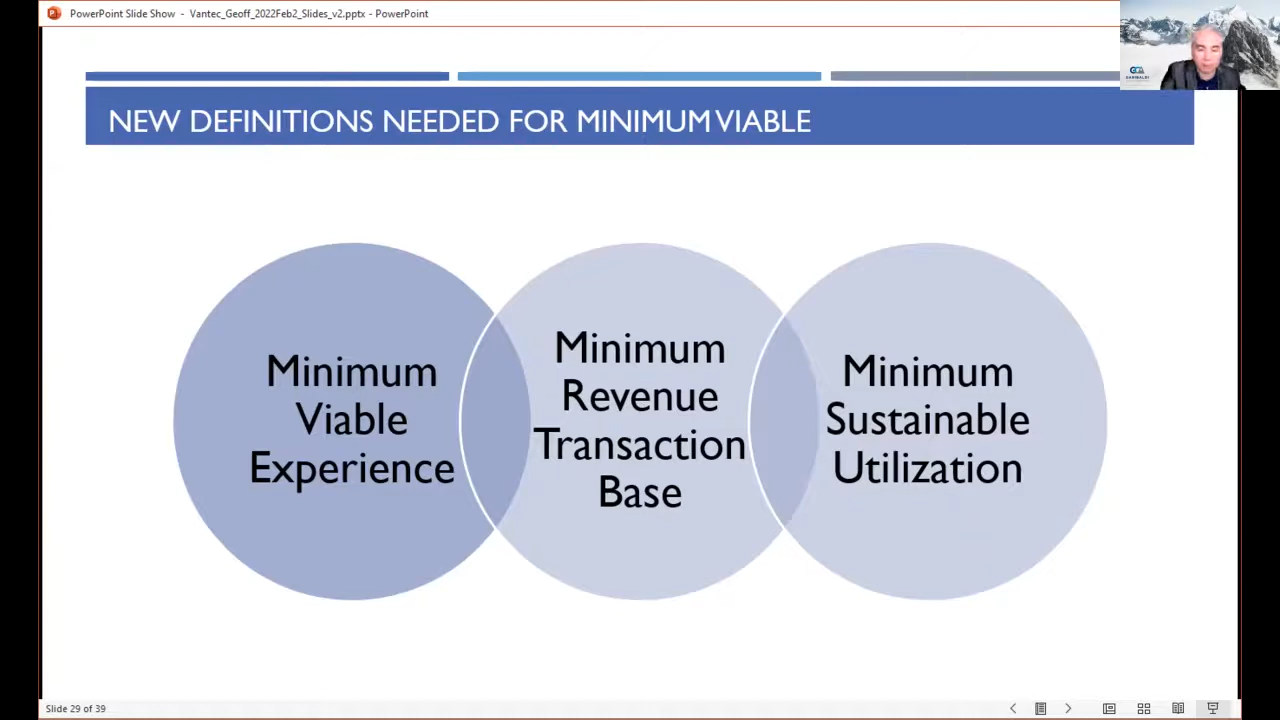 PowerPoint Slide Show - Vantec_Geoff_2022Feb2_Slides_v2.pptx - PowerPoint
NEW DEFINITIONS NEEDED FOR MINIMUM VIABLE
Minimum
Viable
Experience
Minimum
Revenue
Transaction
Base
Minimum
Sustainable
Utilization
Slide 29 of 39